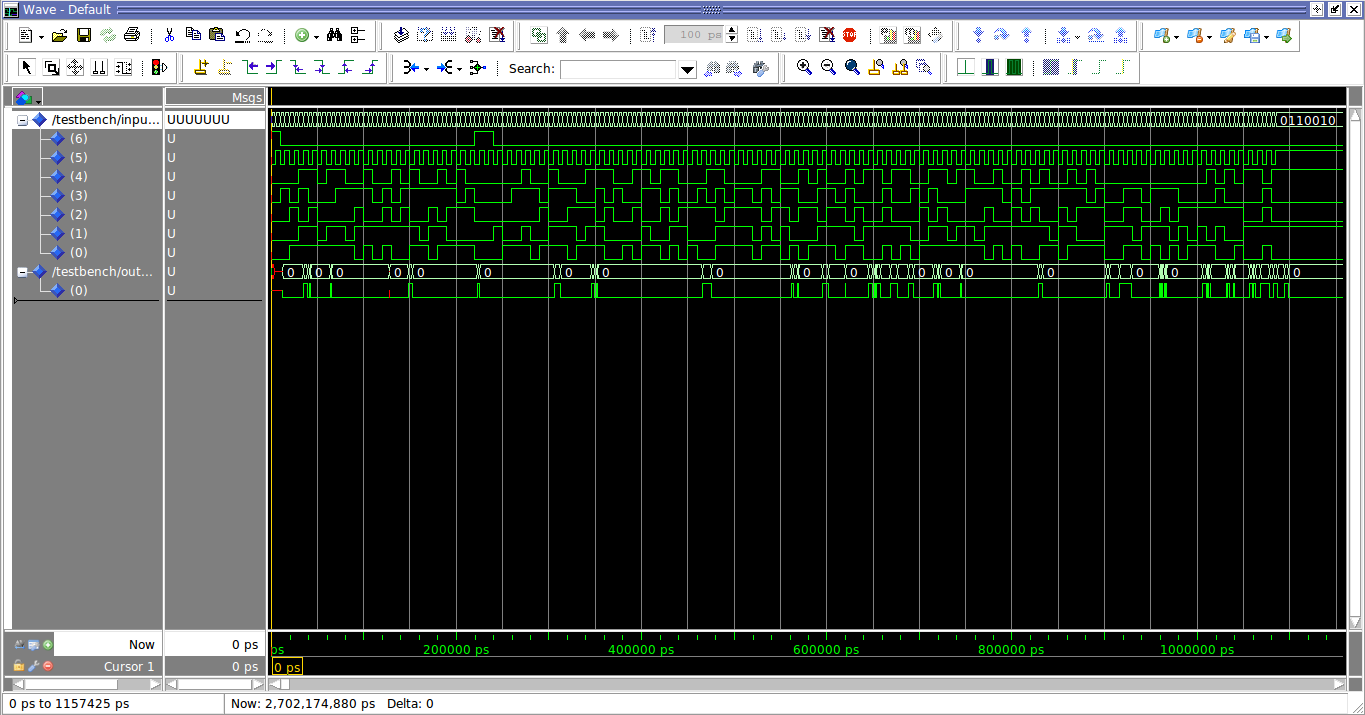 Wave - Default
100 ps
Search:
Msgs
/testbench/inpu... UUUUUUU 0110010
(6) U
(5) U
(4) U
(3) U
(2) U
(1) U
(0) U
/testbench/out... U 0 0 0 0 0 0 0 0 0 0 0 0 0 0 0 0 0
(0) U
Now 0 ps ps 200000 ps 400000 ps 600000 ps 800000 ps 1000000 ps
Cursor 1 0 ps 0 ps
0 ps to 1157425 ps Now: 2,702,174,880 ps Delta: 0